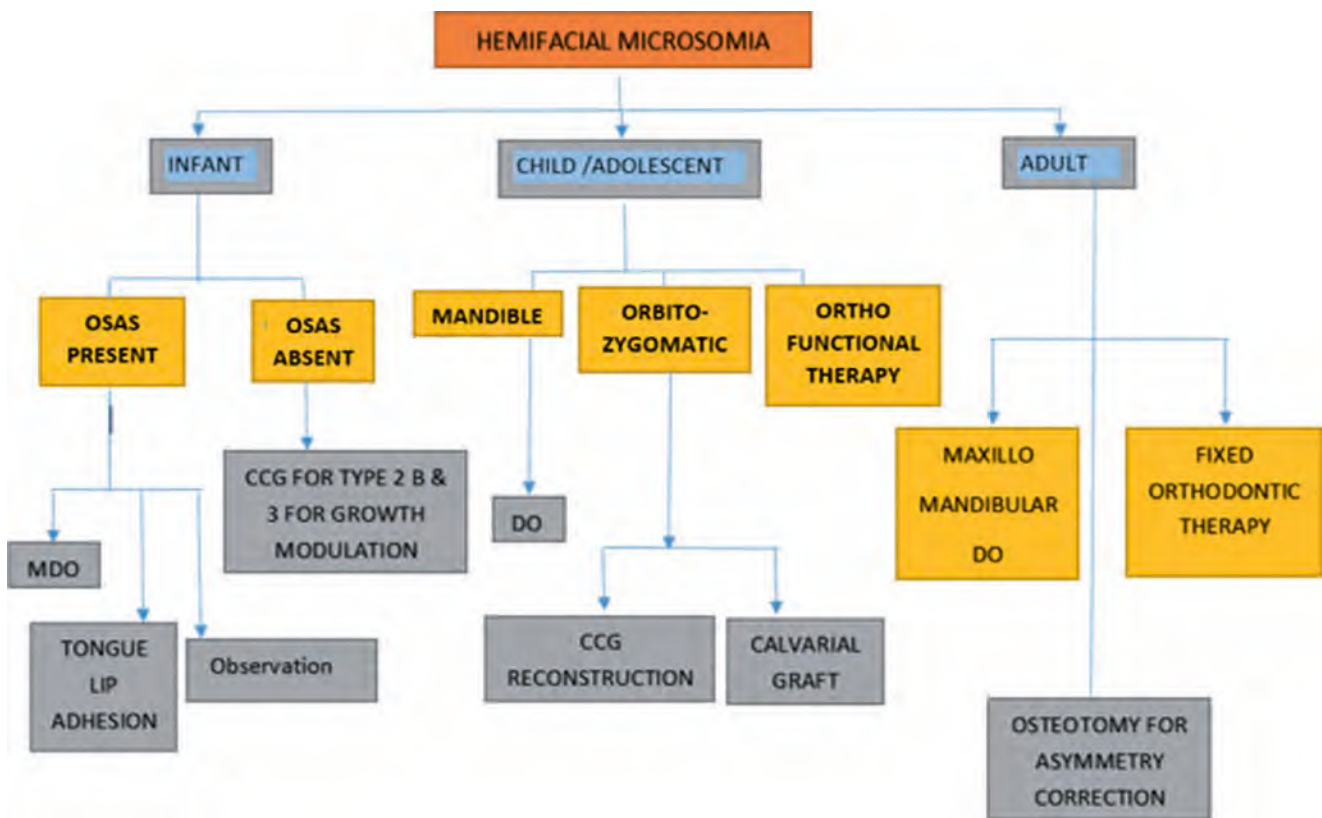 HEMIFACIAL MICROSOMIA
INFANT
CHILD /ADOLESCENT
ADULT
OSAS
PRESENT
OSAS
ABSENT
MANDIBLE
ORBITO-
ZYGOMATIC
ORTHO
FUNCTIONAL
THERAPY
MAXILLO
MANDIBULAR
DO
FIXED
ORTHODONTIC
THERAPY
MDO
TONGUE
LIP
ADHESION
Observation
CCG FOR TYPE 2 B &
3 FOR GROWTH
MODULATION
DO
CCG
RECONSTRUCTION
CALVARIAL
GRAFT
OSTEOTOMY FOR
ASYMMETRY
CORRECTION